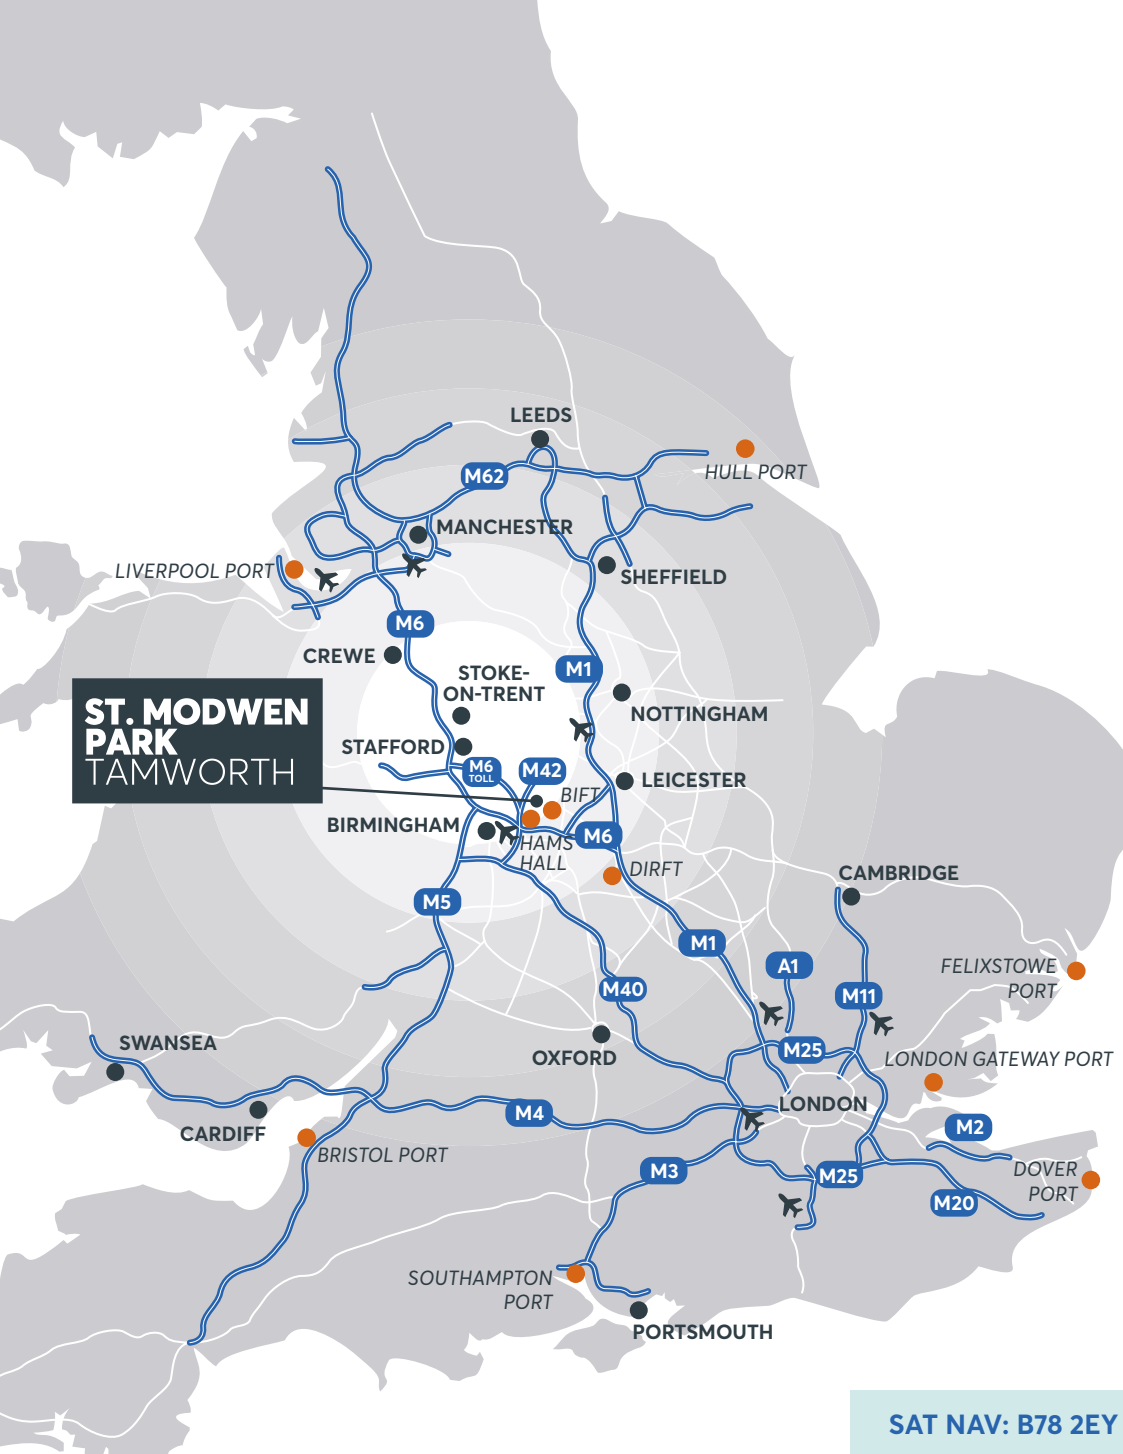 LEEDS
M62
HULL PORT
MANCHESTER
LIVERPOOL PORT
SHEFFIELD
M6
CREWE
STOKE-
ON-TRENT
M1
ST. MODWEN
PARK
TAMWORTH
NOTTINGHAM
STAFFORD
M6
TOLL
M42
LEICESTER
BIFT
BIRMINGHAM
HAMS
HALL
M6
DIRFT
CAMBRIDGE
M5
M1
A1
FELIXSTOWE
PORT
M40
M11
SWANSEA
OXFORD
M25
LONDON GATEWAY PORT
LONDON
M4
CARDIFF
M2
BRISTOL PORT
M3
M25
DOVER
PORT
M20
SOUTHAMPTON
PORT
PORTSMOUTH
SAT NAV: B78 2EY